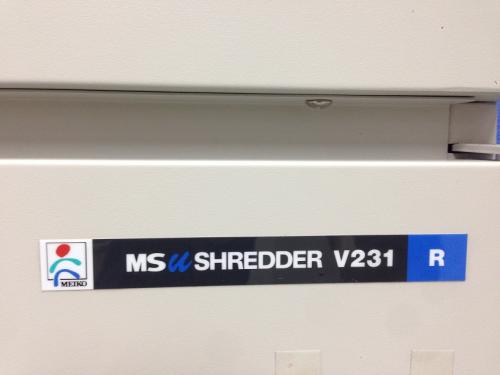 MEIKO
MSu SHREDDER V231 R